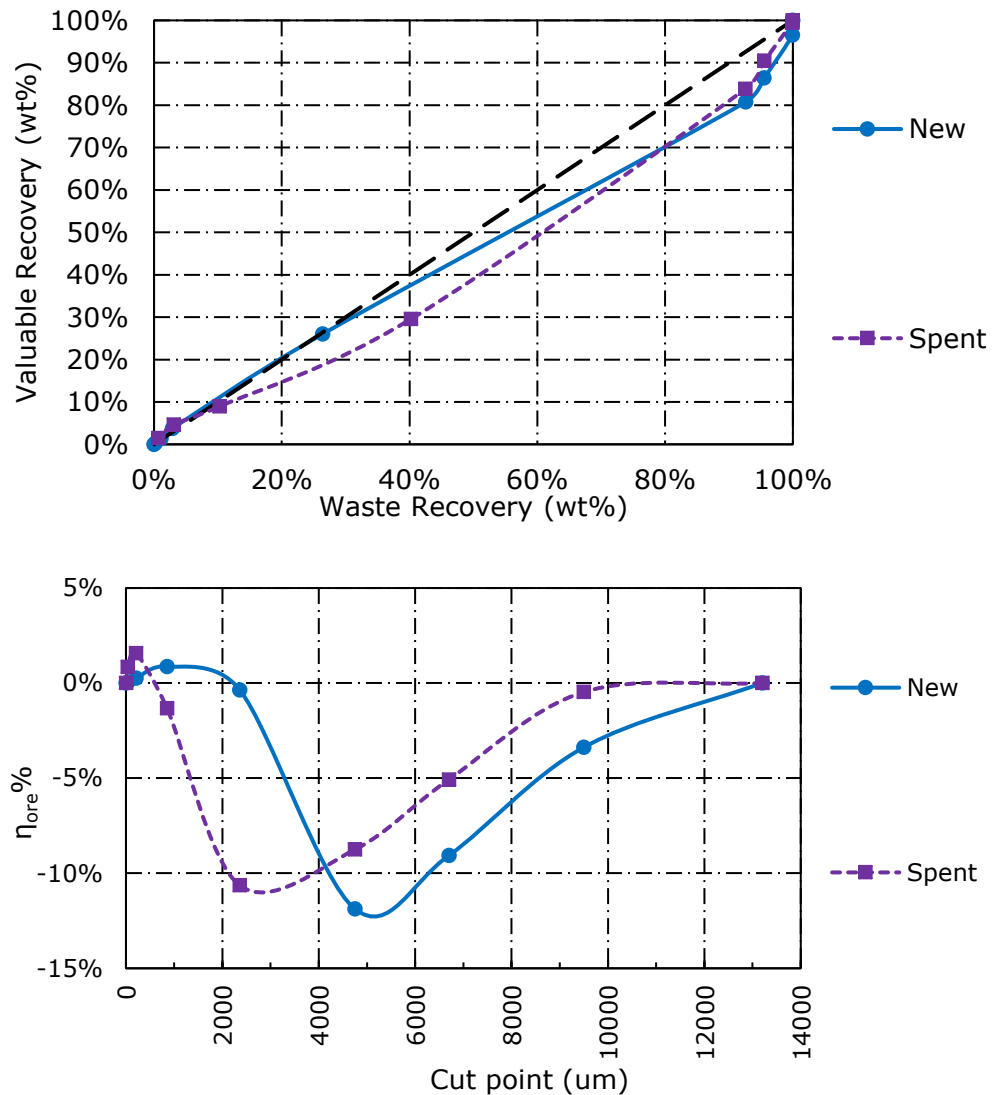 100%
90%
80%
70%
60%
50%
40%
30%
20%
10%
0%
Valuable Recovery (wt%)
0% 20% 40% 60% 80% 100%
Waste Recovery (wt%)
New
Spent
5%
0%
-5%
-10%
-15%
ηore%
0 2000 4000 6000 8000 10000 12000 14000
Cut point (um)
New
Spent